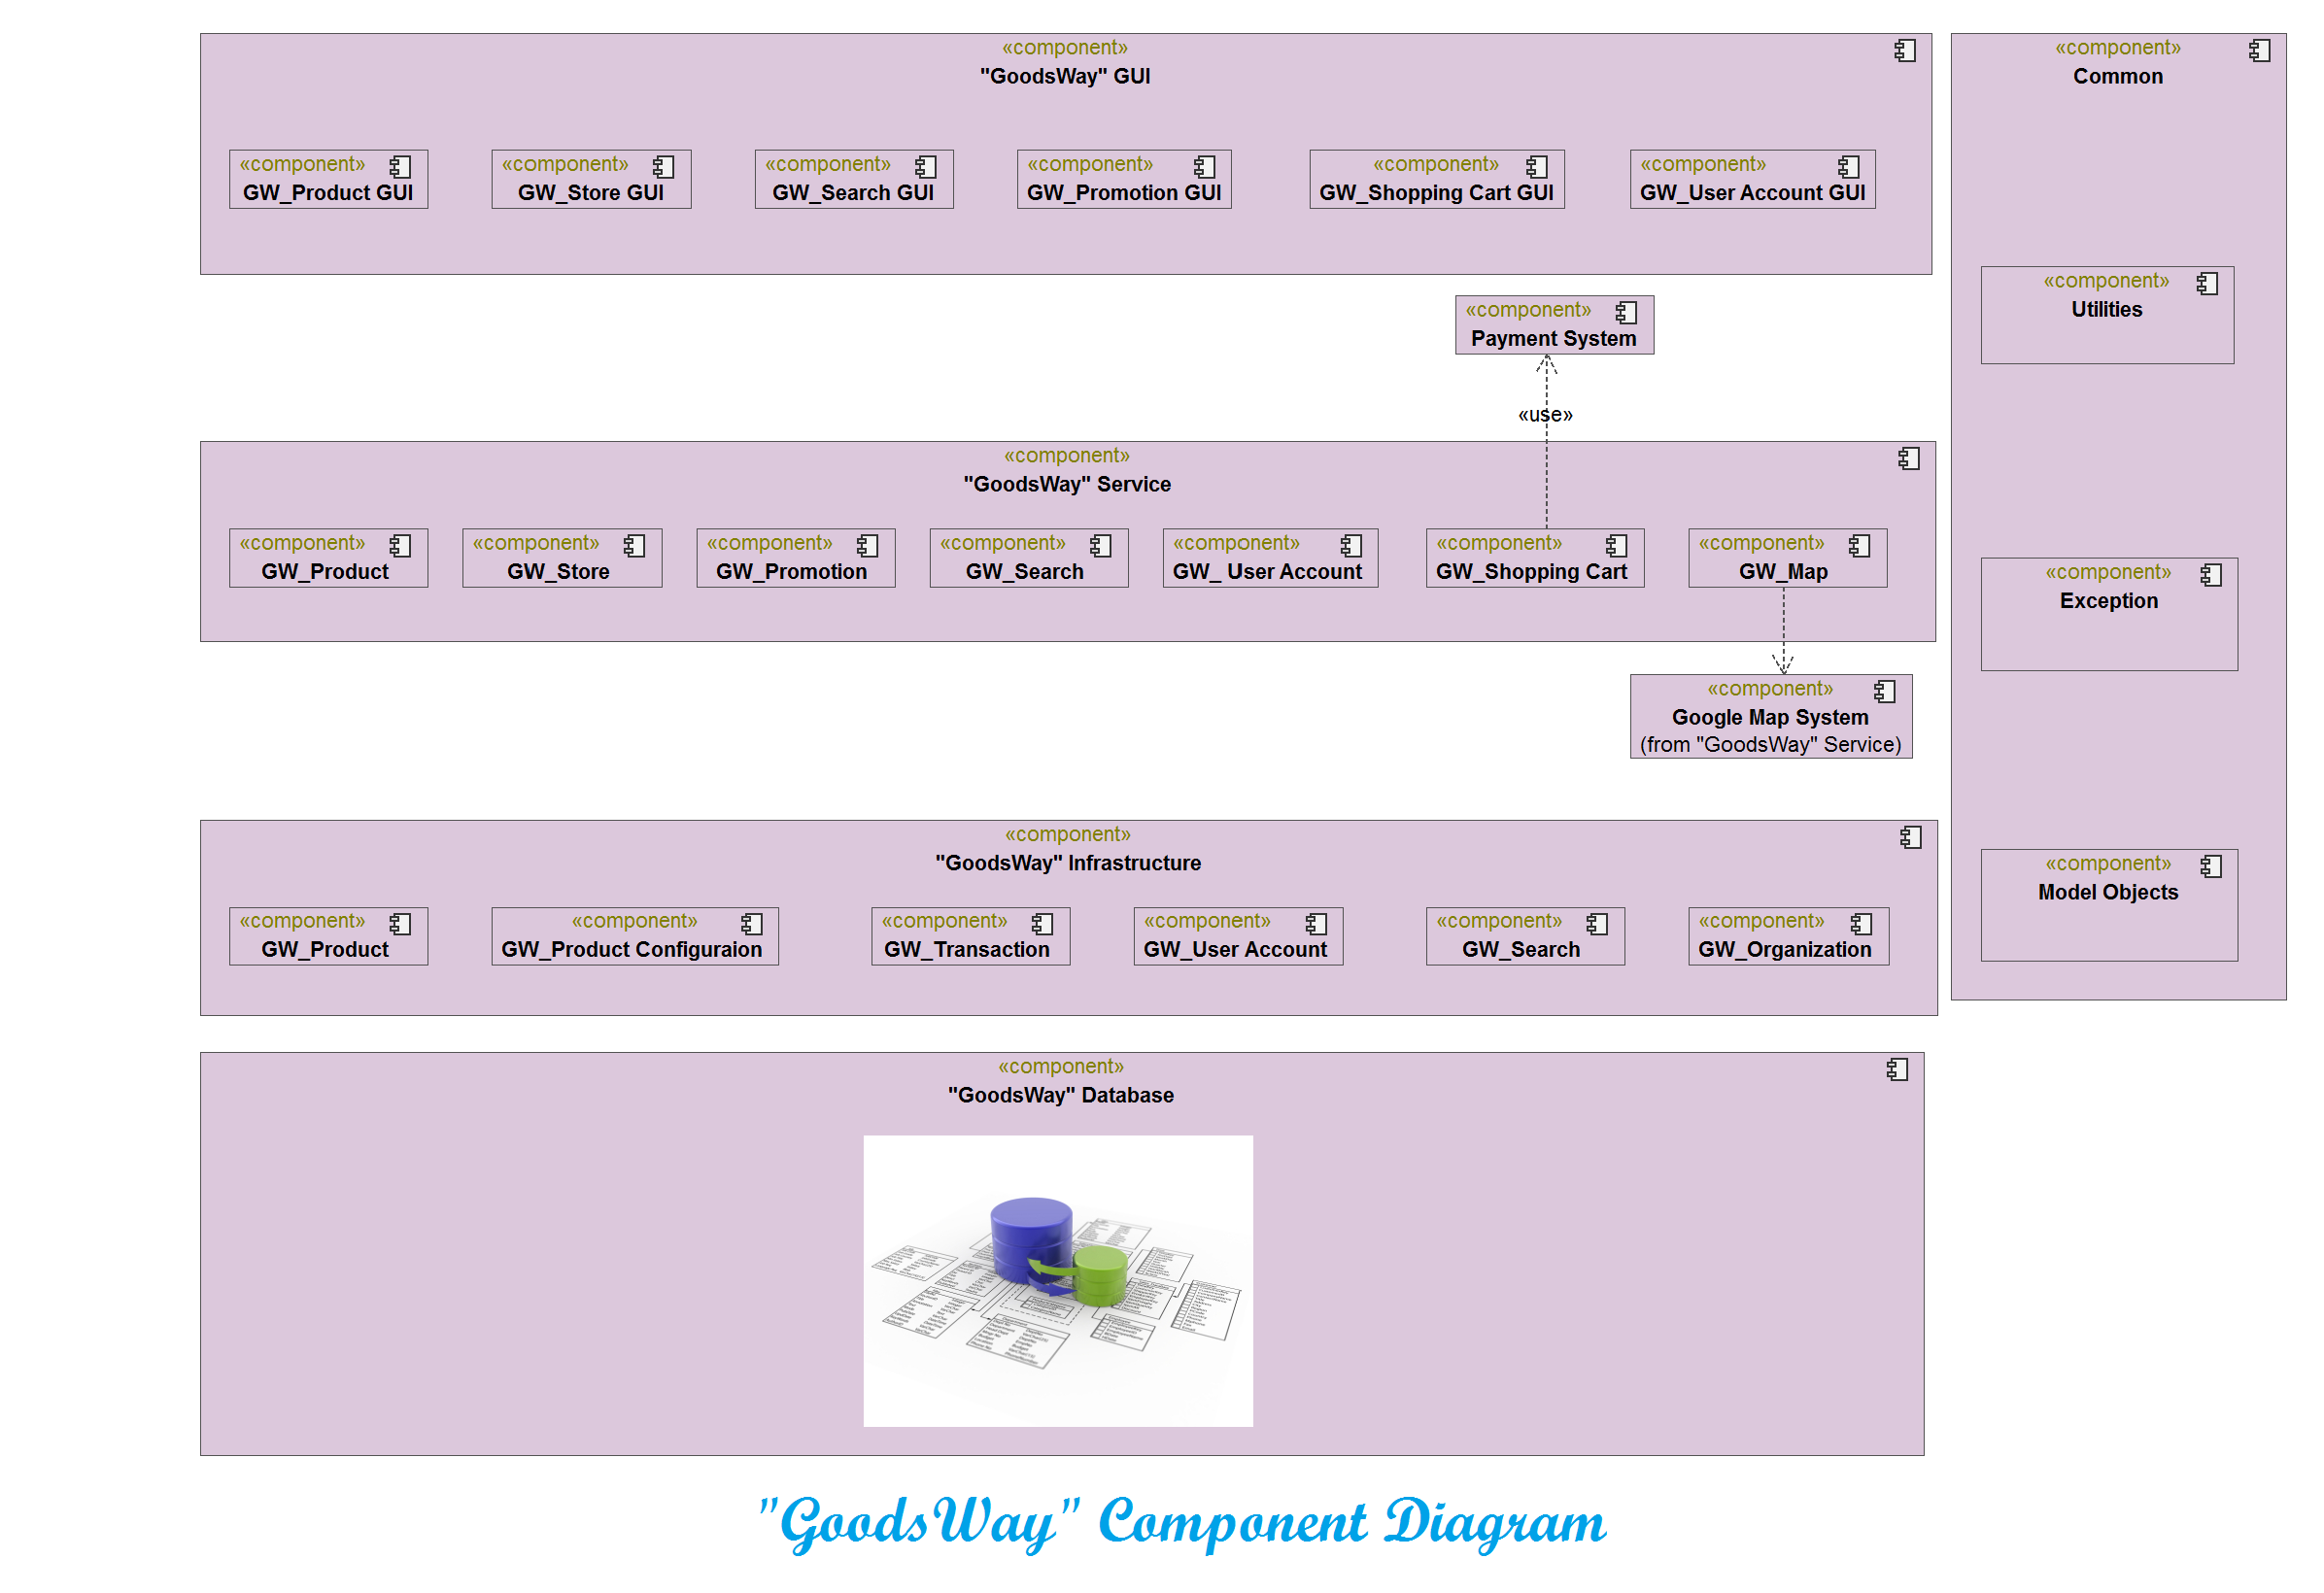 «component»
"GoodsWay" GUI
«component»
GW_Product GUI
«component»
GW_Store GUI
«component»
GW_Search GUI
«component»
GW_Promotion GUI
«component»
GW_Shopping Cart GUI
«component»
GW_User Account GUI
«component»
Common
«component»
Utilities
«component»
Exception
«component»
Model Objects
«component»
Payment System
«use»
«component»
"GoodsWay" Service
«component»
GW_Product
«component»
GW_Store
«component»
GW_Promotion
«component»
GW_Search
«component»
GW_ User Account
«component»
GW_Shopping Cart
«component»
GW_Map
«component»
Google Map System
(from "GoodsWay" Service)
«component»
"GoodsWay" Infrastructure
«component»
GW_Product
«component»
GW_Product Configuraion
«component»
GW_Transaction
«component»
GW_User Account
«component»
GW_Search
«component»
GW_Organization
«component»
"GoodsWay" Database
"GoodsWay" Component Diagram